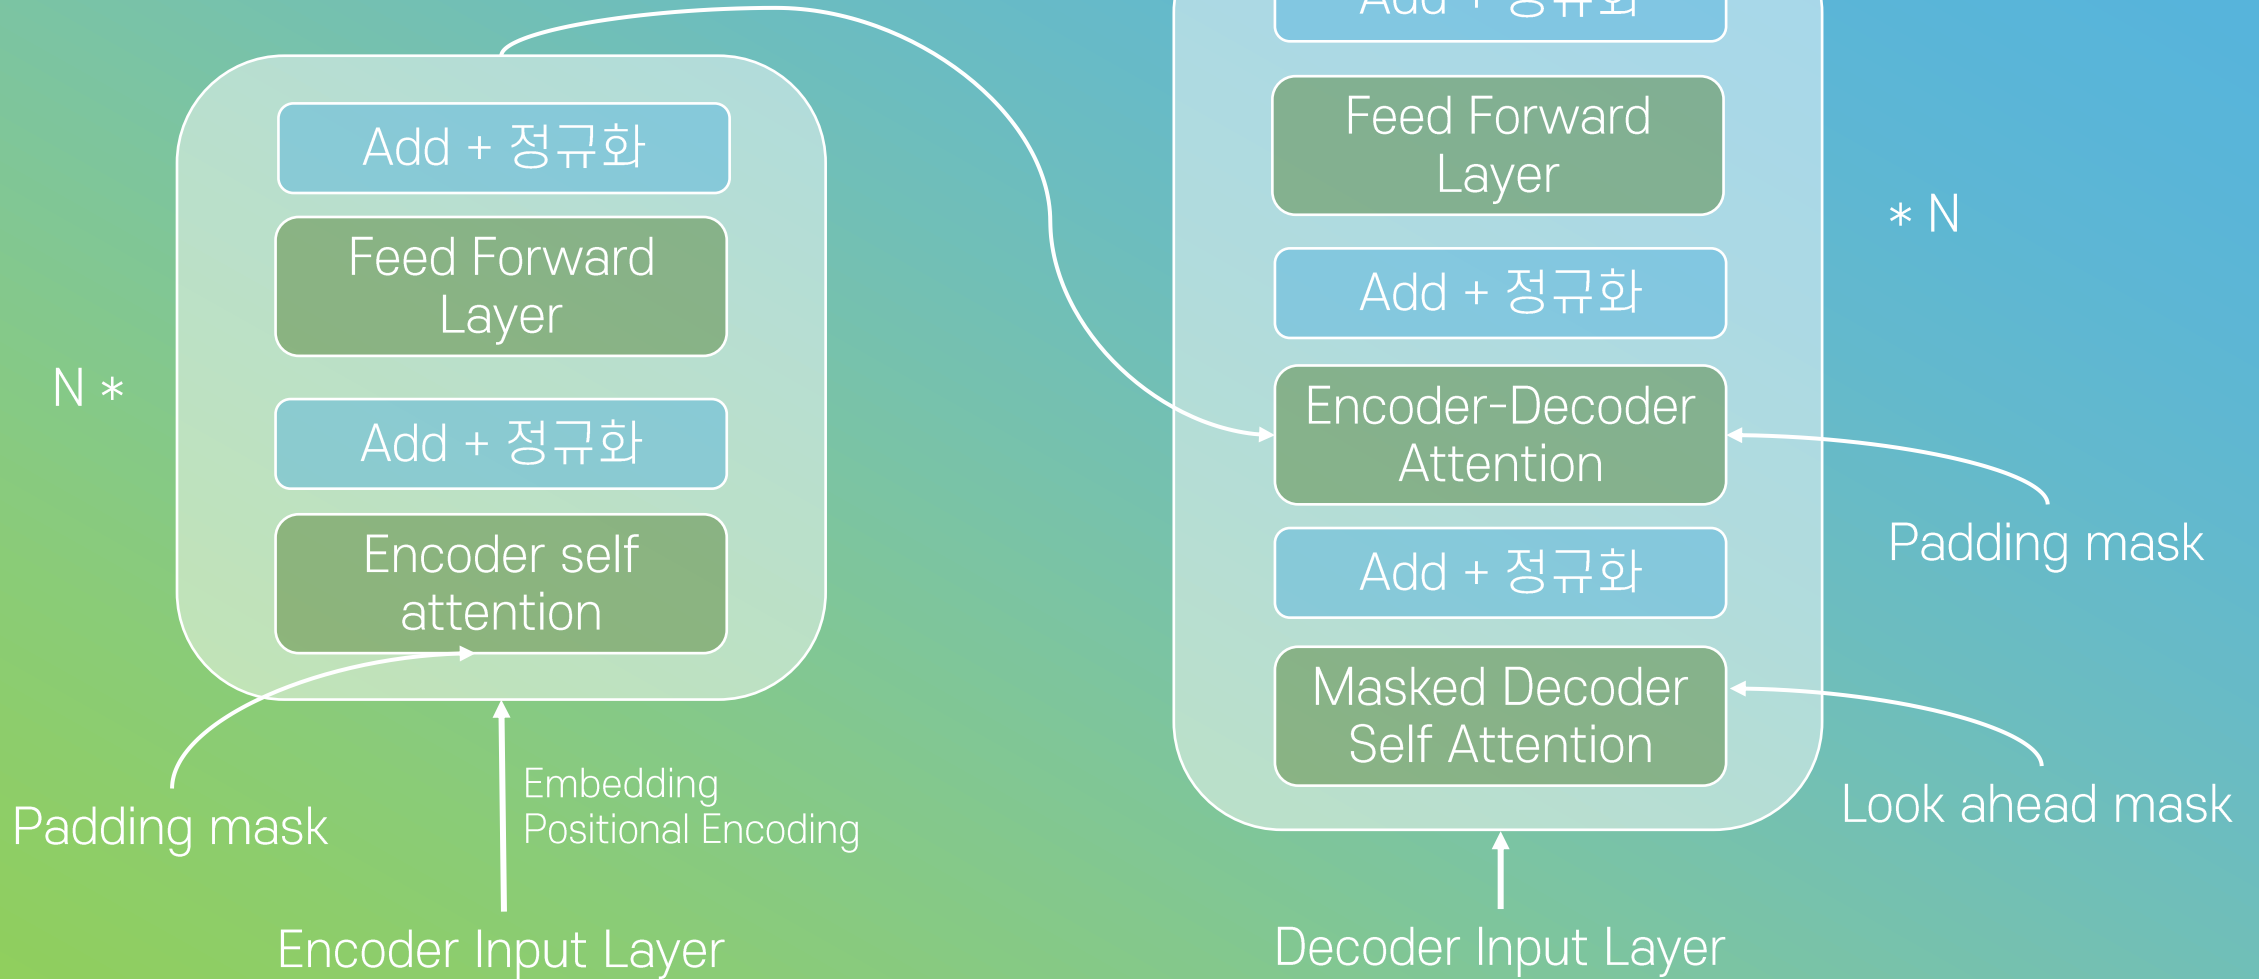 Add + 정규화
Feed Forward
Layer
N *
Add + 정규화
Encoder self
attention
Padding mask
Embedding
Positional Encoding
Encoder Input Layer
Add + 정규화
Feed Forward
Layer
* N
Add + 정규화
Encoder-Decoder
Attention
Padding mask
Add + 정규화
Masked Decoder
Self Attention
Look ahead mask
Decoder Input Layer